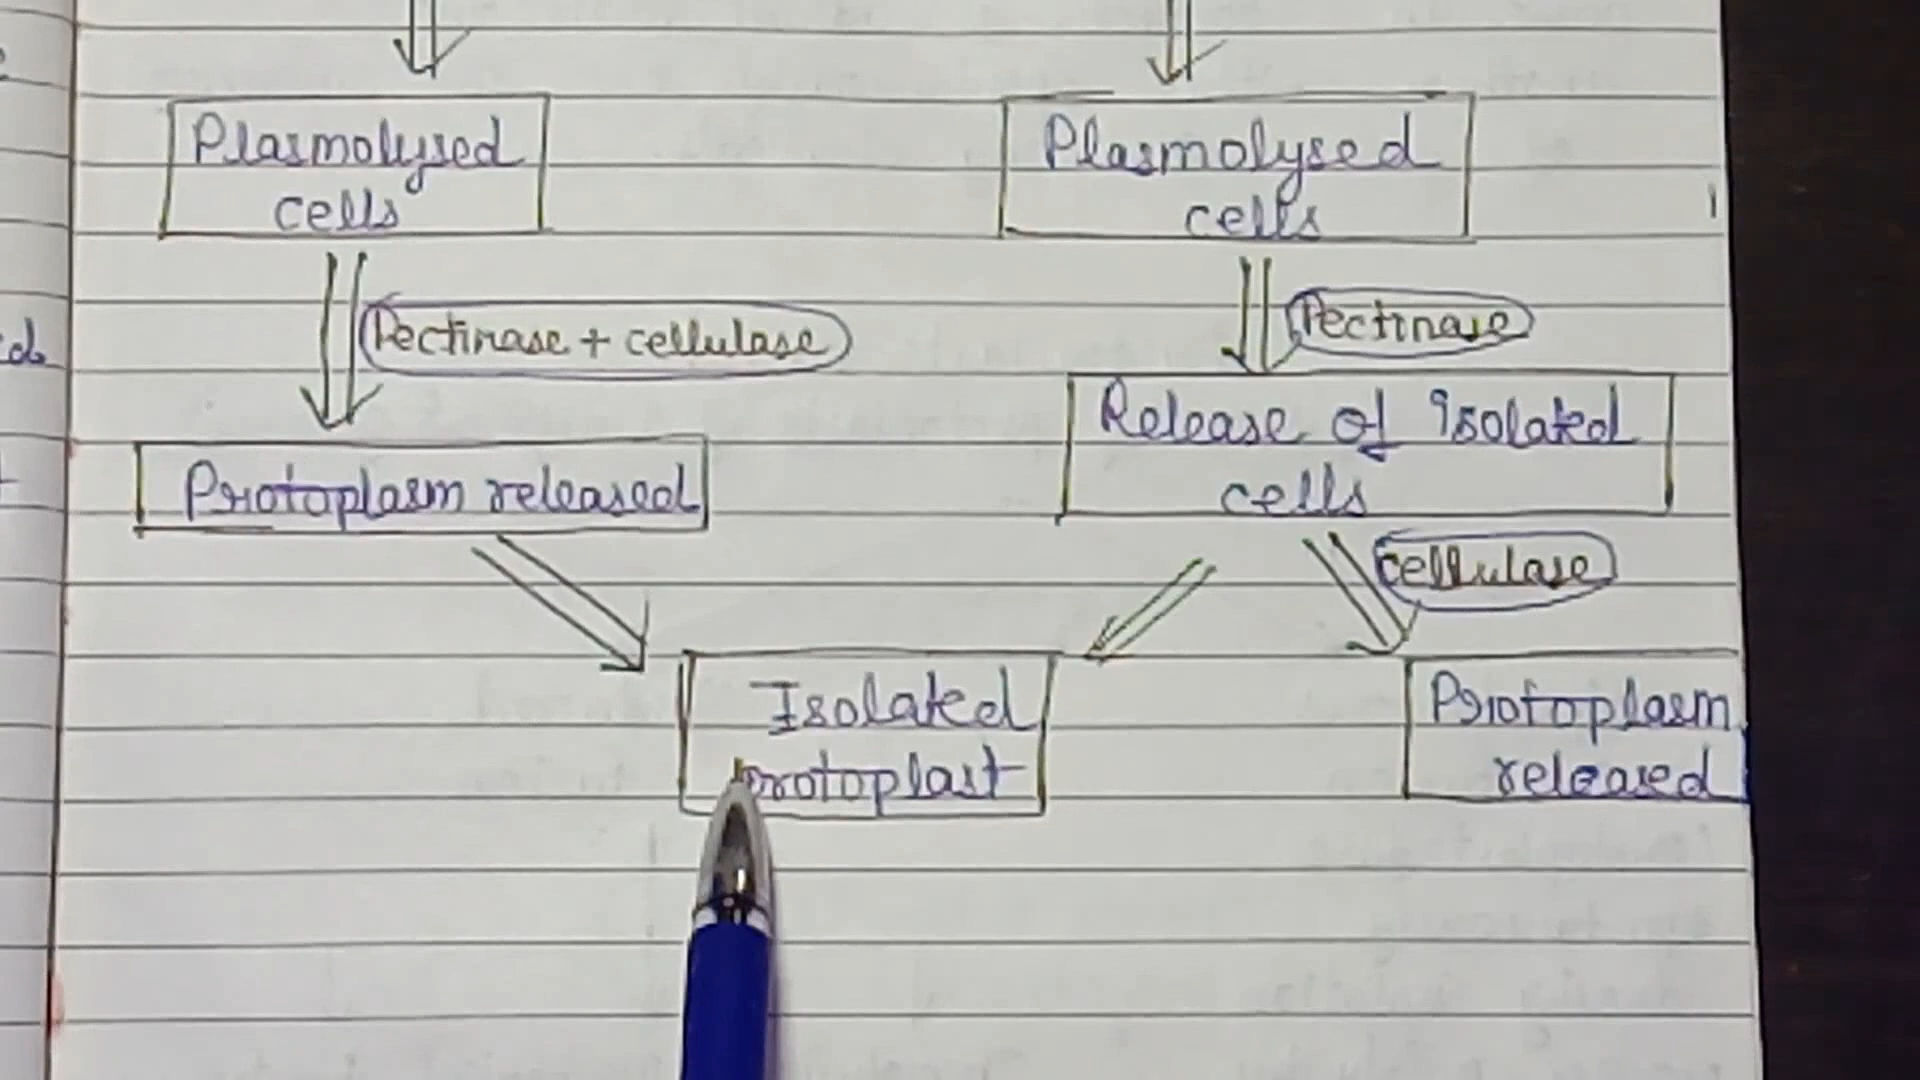 Plasmolysed
cells
Pectinase + cellulase
Protoplasm released
Plasmolysed
cells
Pectinase
Release of isolated
cells
cellulase
Isolated
protoplast
Protoplasm
released